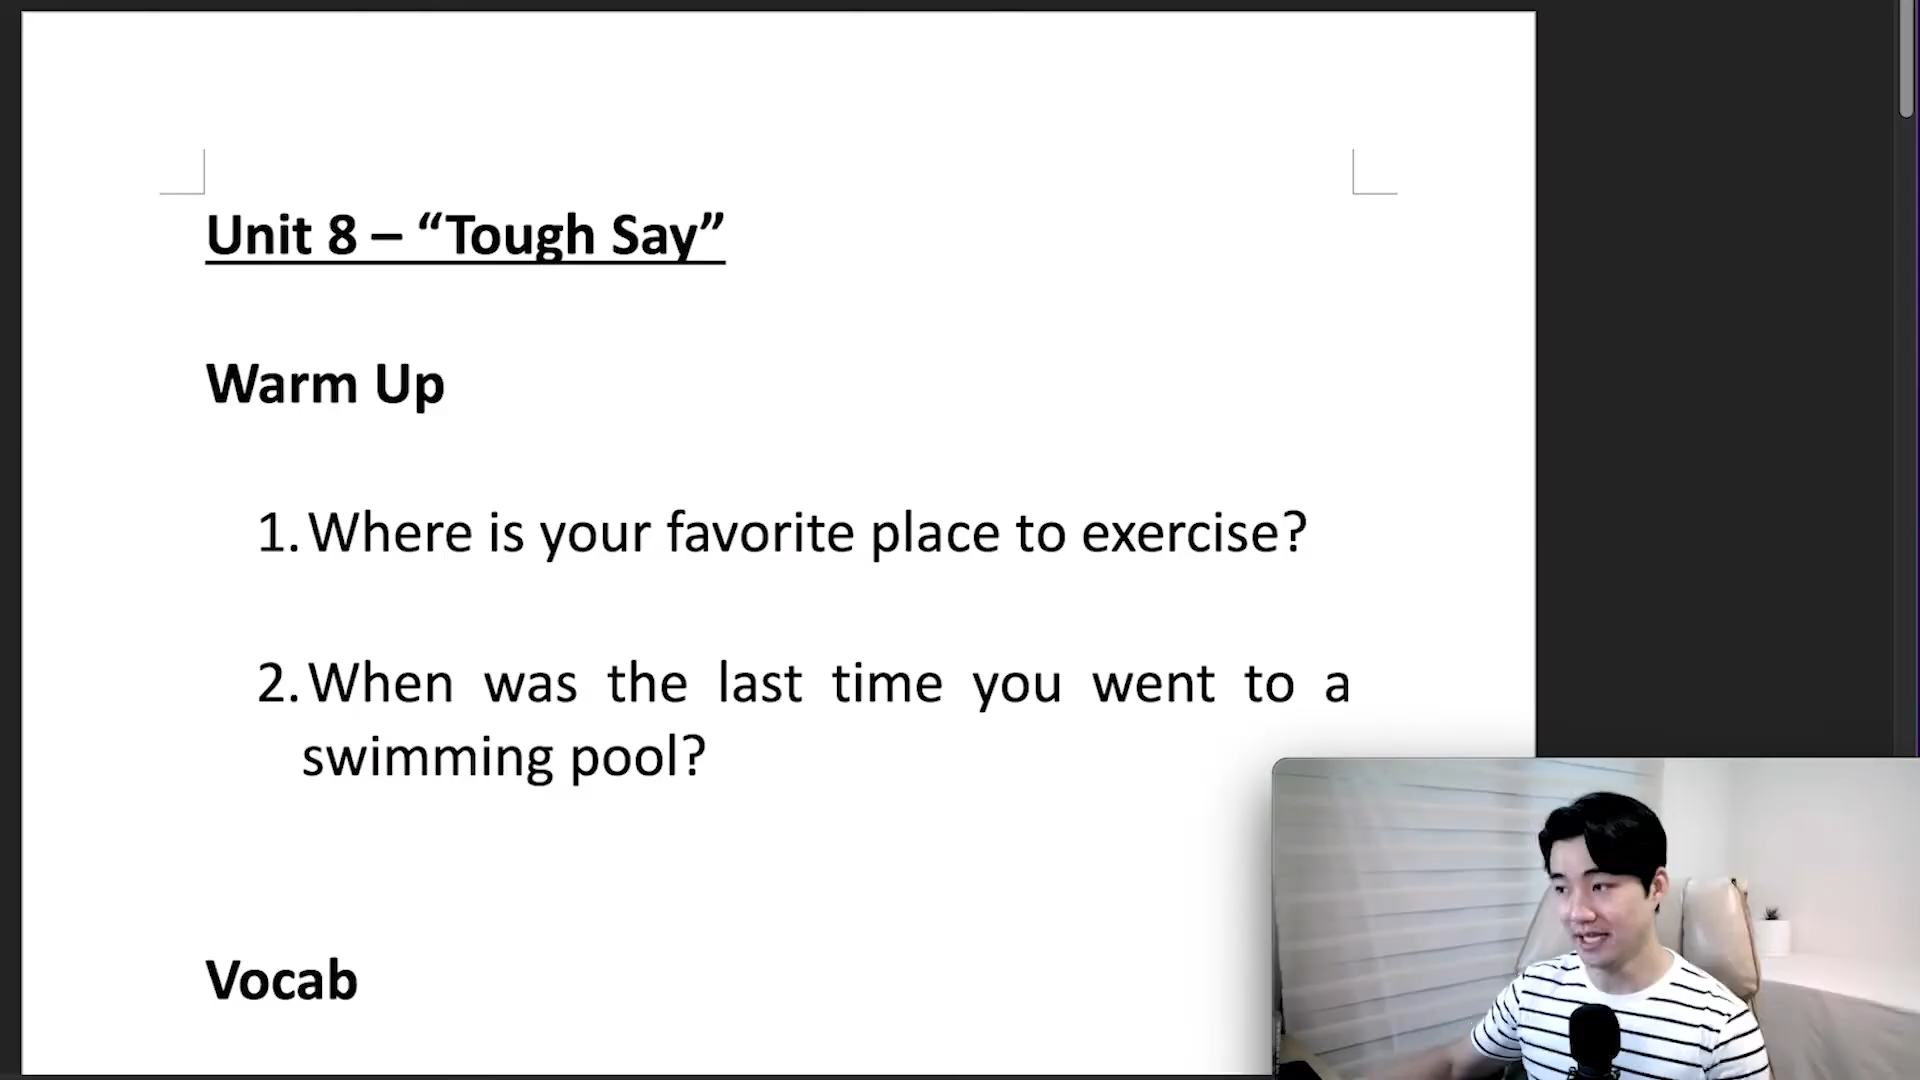 Unit 8 – “Tough Say”
Warm Up
1. Where is your favorite place to exercise?
2. When was the last time you went to a
swimming pool?
Vocab